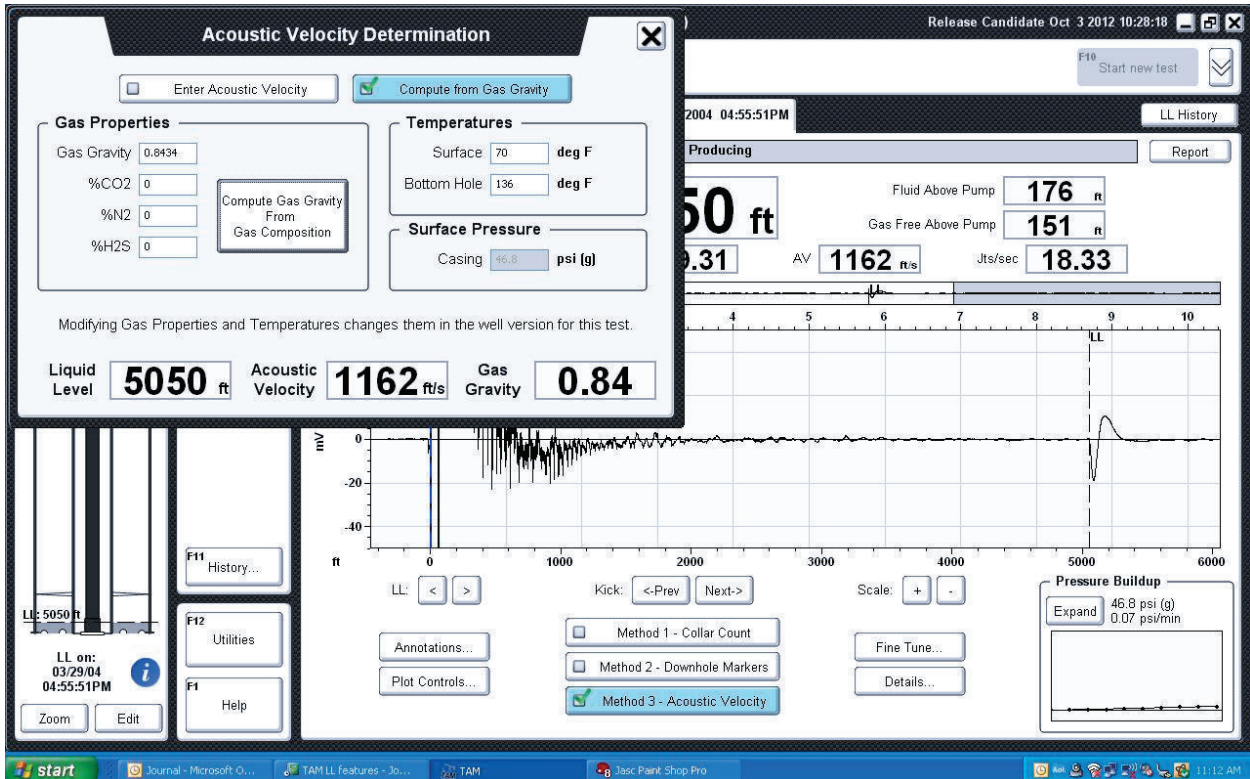 Acoustic Velocity Determination
Release Candidate Oct 3 2012 10:28:18
F10
Start new test
Enter Acoustic Velocity
Compute from Gas Gravity
2004 04:55:51PM
LL History
Gas Properties
Gas Gravity 0.8434
%CO2 0
%N2 0
%H2S 0
Compute Gas Gravity
From
Gas Composition
Temperatures
Surface 70 deg F
Bottom Hole 136 deg F
Surface Pressure
Casing 46.8 psi (g)
Producing
Report
50 ft
Fluid Above Pump 176 ft
Gas Free Above Pump 151 ft
.31
AV 1162 ft/s
Jts/sec 18.33
Modifying Gas Properties and Temperatures changes them in the well version for this test.
Liquid Level 5050 ft
Acoustic Velocity 1162 ft/s
Gas Gravity 0.84
4 5 6 7 8 9 10
LL
mV
0
-20
-40
ft 0 1000 2000 3000 4000 5000 6000
F11
History...
LL: < >
Kick: <-Prev Next->
Scale: + -
Pressure Buildup
Expand
46.8 psi (g)
0.07 psi/min
LL: 5050 ft
F12
Utilities
Annotations...
Method 1 - Collar Count
Fine Tune...
LL on:
03/29/04
04:55:51PM
i
Method 2 - Downhole Markers
Plot Controls...
Details...
F1
Help
Method 3 - Acoustic Velocity
Zoom
Edit
start
Journal - Microsoft O...
TAM LL features - Jo...
TAM
Jasc Paint Shop Pro
11:12 AM